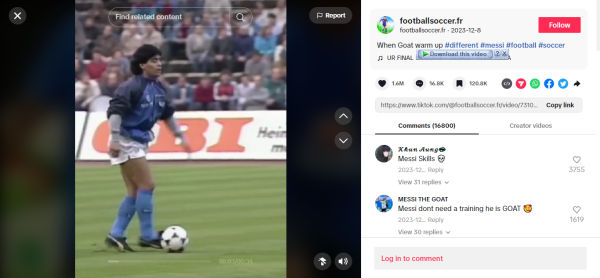 Find related content
Report
footballsoccer.fr
footballsoccer.fr · 2023-12-8
Follow
When Goat warm up #different #messi #football #soccer
Download this video
UR FINAL
1.6M
16.8K
120.8K
https://www.tiktok.com/@footballsoccer.fr/video/7310...
Copy link
Comments (16800)
Creator videos
Messi Skills 💀
2023-12... Reply
3755
View 31 replies
MESSI THE GOAT
Messi dont need a training he is GOAT
2023-12... Reply
1619
View 30 replies
Log in to comment